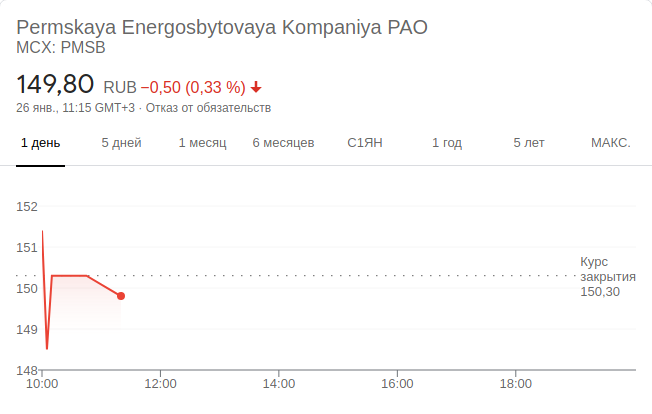 Permskaya Energosbytovaya Kompaniya PAO
MCX: PMSB
149,80 RUB −0,50 (0,33 %)
26 янв., 11:15 GMT+3 · Отказ от обязательств
1 день 5 дней 1 месяц 6 месяцев С1ЯН 1 год 5 лет МАКС.
152
151
150
149
148
Курс
закрытия
150,30
10:00 12:00 14:00 16:00 18:00